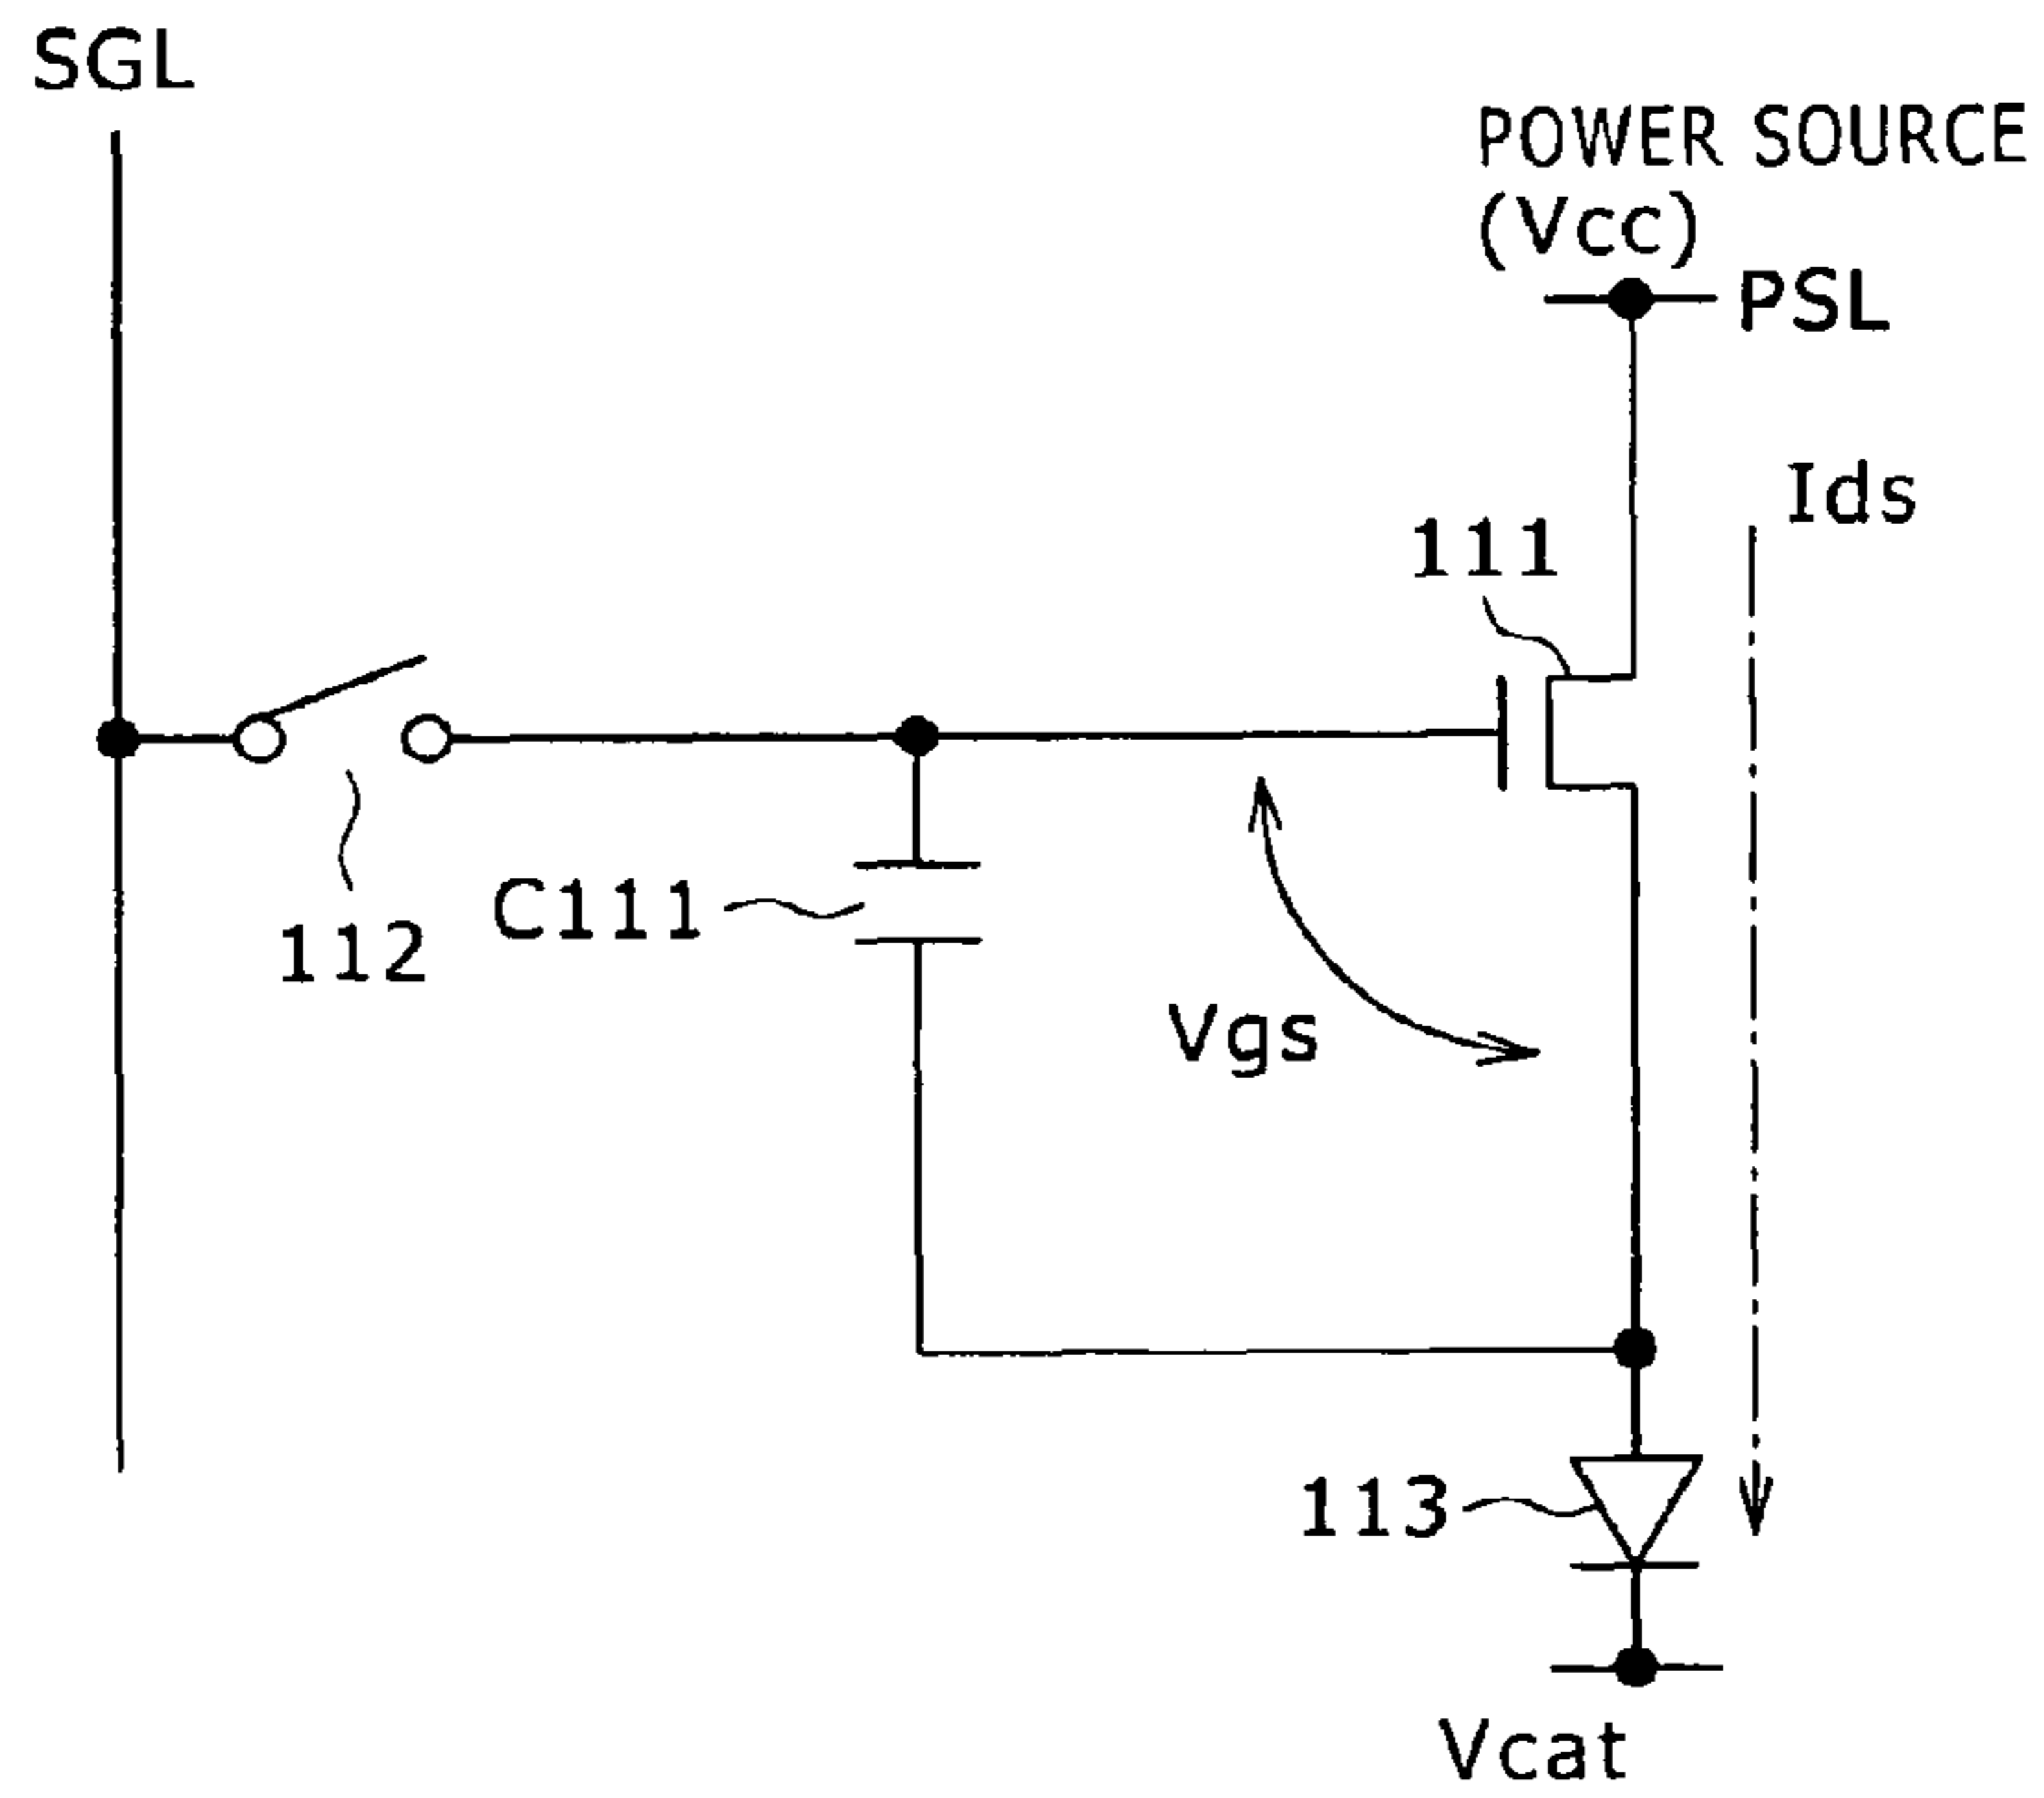 SGL
POWER SOURCE
(Vcc)
PSL
Ids
111
112
C111
Vgs
113
Vcat